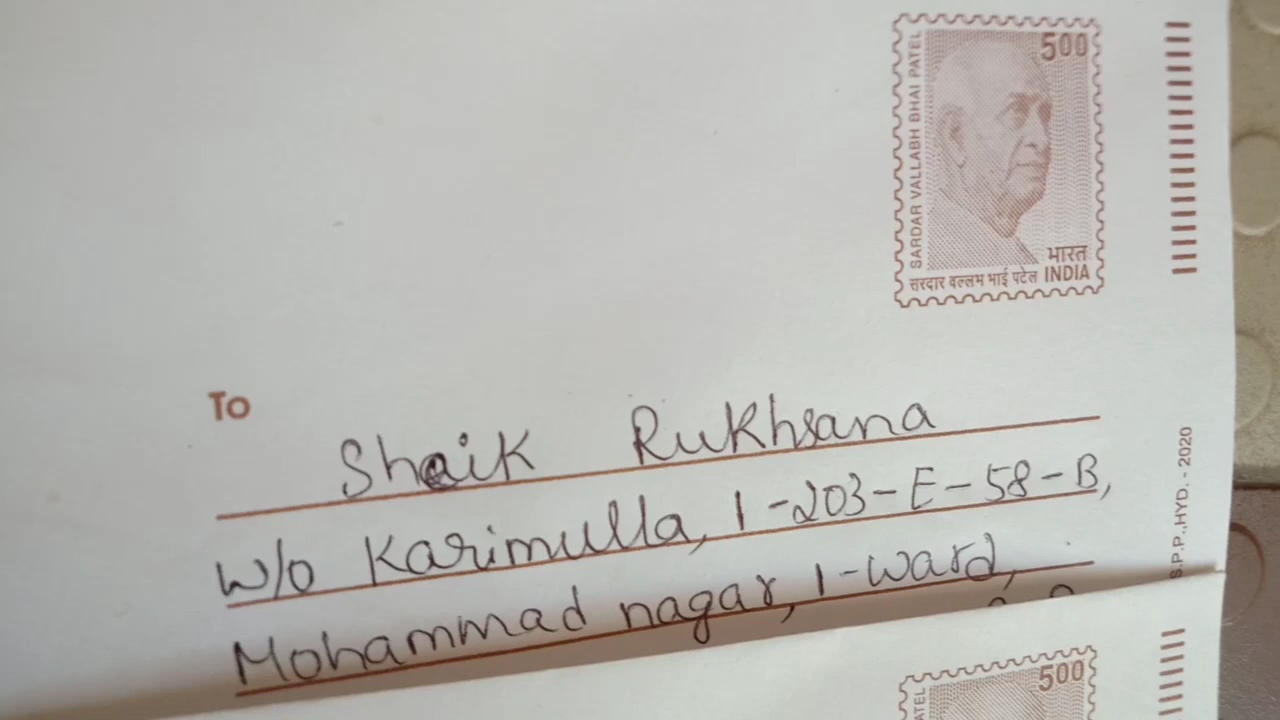 500
SARDAR VALLABH BHAI PATEL
भारत
सरदार वल्लभ भाई पटेल INDIA
To
Shaik Rukhsana
W/o Karimulla, 1-203-E-58-B,
Mohammad nagar, 1-ward,
S.P.P.,HYD. - 2020
500
ATEL